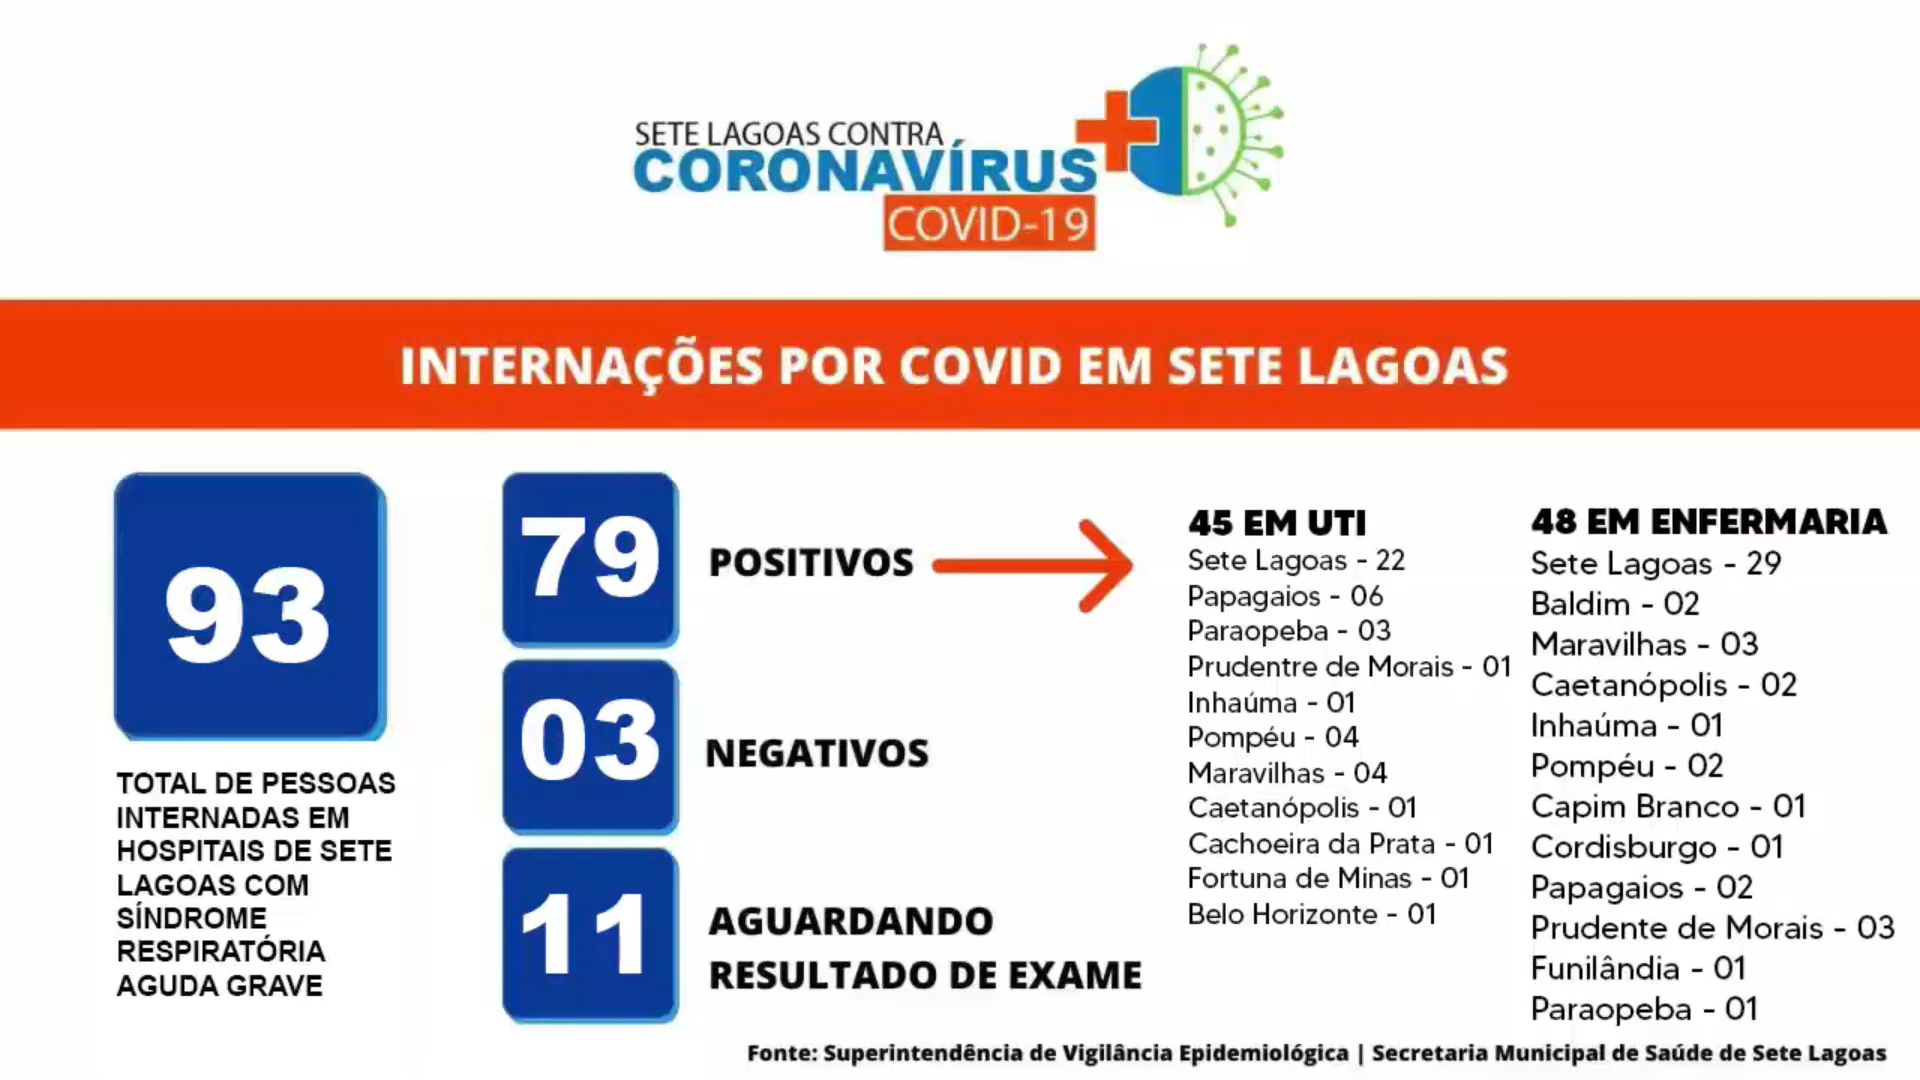 SETE LAGOAS CONTRA
CORONAVÍRUS
COVID-19
INTERNAÇÕES POR COVID EM SETE LAGOAS
93
TOTAL DE PESSOAS
INTERNADAS EM
HOSPITAIS DE SETE
LAGOAS COM
SÍNDROME
RESPIRATÓRIA
AGUDA GRAVE
79
POSITIVOS
03
NEGATIVOS
11
AGUARDANDO
RESULTADO DE EXAME
45 EM UTI
Sete Lagoas - 22
Papagaios - 06
Paraopeba - 03
Prudentre de Morais - 01
Inhaúma - 01
Pompéu - 04
Maravilhas - 04
Caetanópolis - 01
Cachoeira da Prata - 01
Fortuna de Minas - 01
Belo Horizonte - 01
48 EM ENFERMARIA
Sete Lagoas - 29
Baldim - 02
Maravilhas - 03
Caetanópolis - 02
Inhaúma - 01
Pompéu - 02
Capim Branco - 01
Cordisburgo - 01
Papagaios - 02
Prudente de Morais - 03
Funilândia - 01
Paraopeba - 01
Fonte: Superintendência de Vigilância Epidemiológica | Secretaria Municipal de Saúde de Sete Lagoas